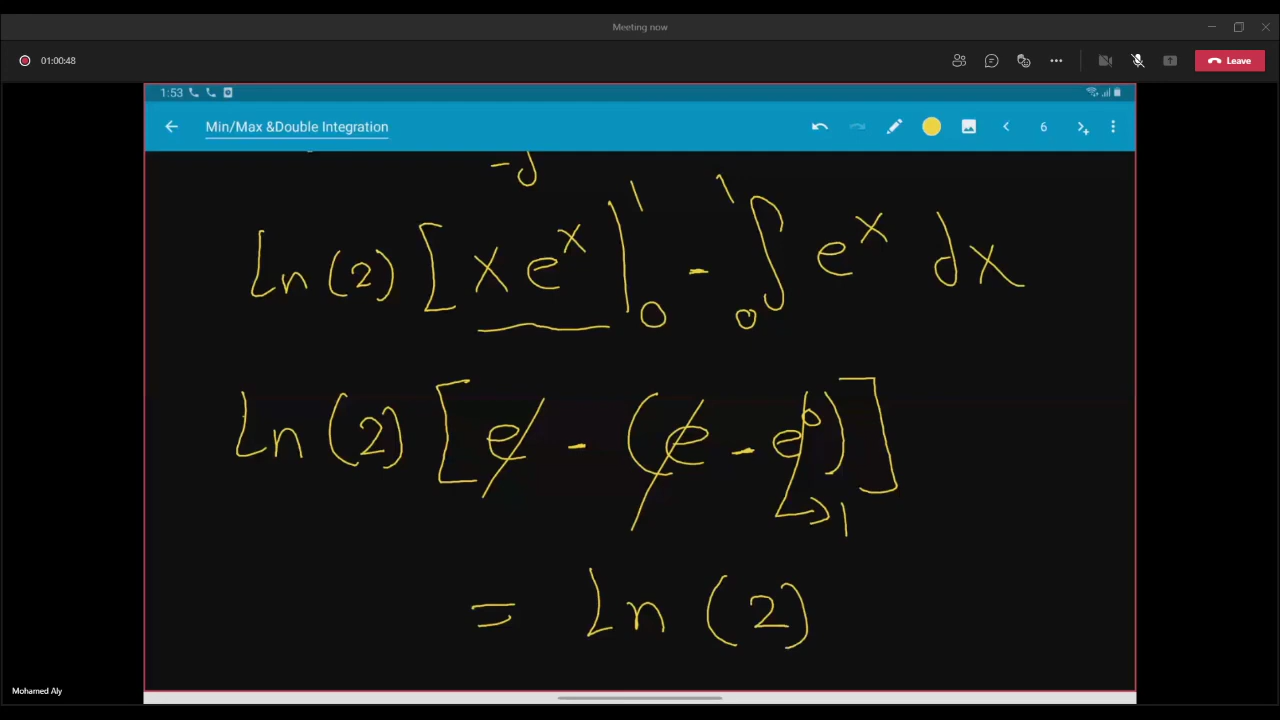 Meeting now
01:00:48
Leave
1:53
Min/Max &Double Integration
6
-y
Ln(2) [xe^x |_0^1 - ∫_0^1 e^x dx
Ln(2) [e - (e - e^0)]
→1
= Ln(2)
Mohamed Aly